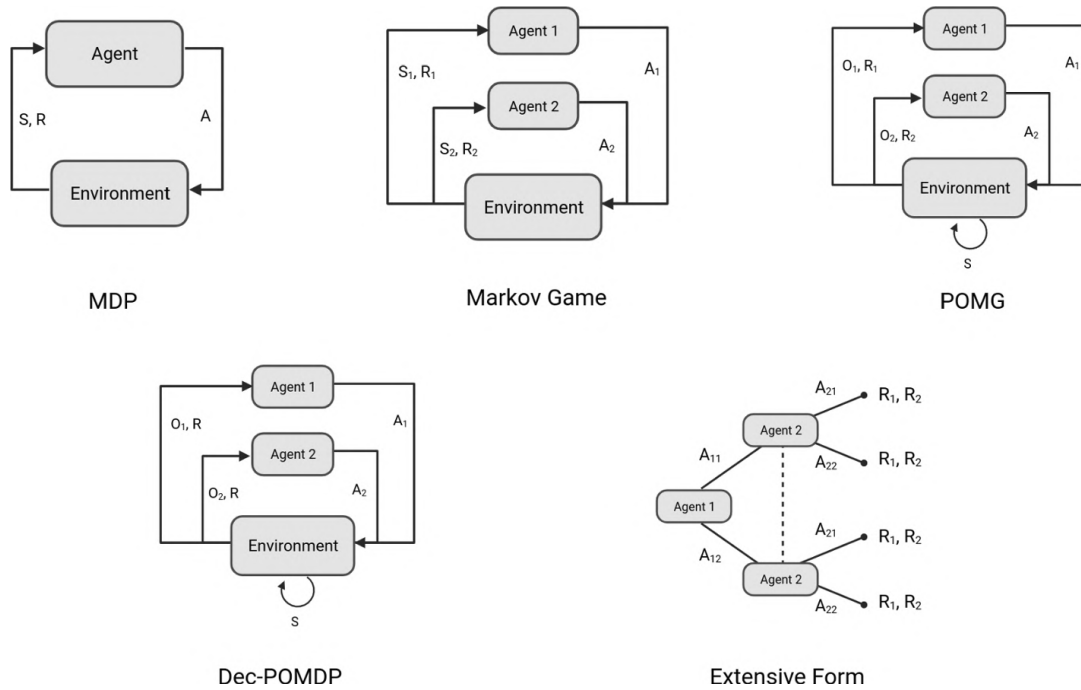 Agent
S, R
A
Environment
MDP
Agent 1
S₁, R₁
A₁
Agent 2
S₂, R₂
A₂
Environment
Markov Game
Agent 1
O₁, R₁
A₁
Agent 2
O₂, R₂
A₂
Environment
S
POMG
Agent 1
O₁, R
A₁
Agent 2
O₂, R
A₂
Environment
S
Dec-POMDP
A₂₁
R₁, R₂
Agent 2
A₁₁
A₂₂
R₁, R₂
Agent 1
A₂₁
R₁, R₂
A₁₂
Agent 2
A₂₂
R₁, R₂
Extensive Form